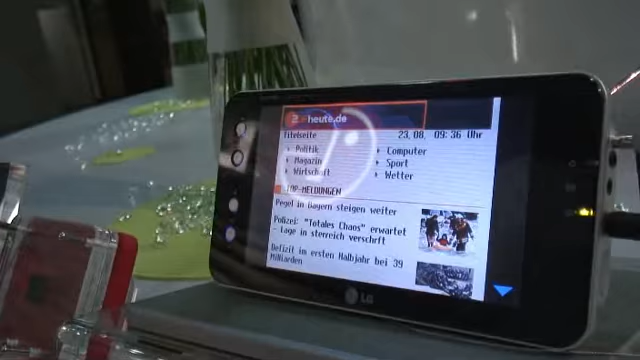 heute.de
Titelseite 23.08. 09:36 Uhr
Politik Computer
Magazin Sport
Wirtschaft Wetter
TOP-MELDUNGEN
Pegel in Bayern steigen weiter
Polizei: "Totales Chaos" erwartet
- Lage in sterreich verschrft
Defizit im ersten Halbjahr bei 39
Milliarden
LG